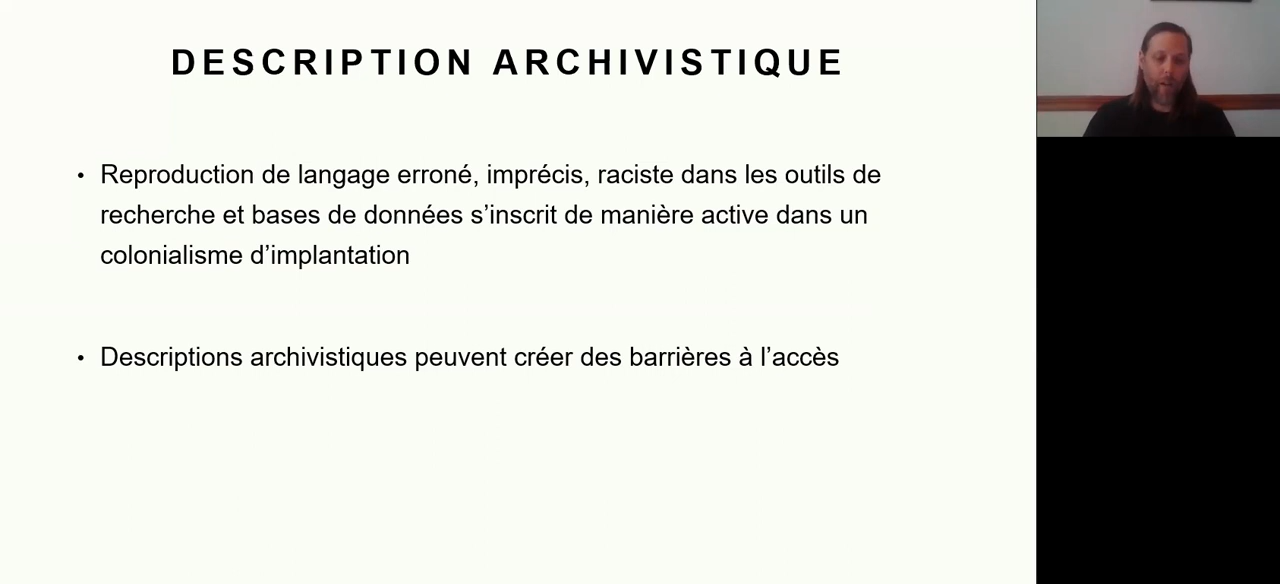 DESCRIPTION ARCHIVISTIQUE
• Reproduction de langage erroné, imprécis, raciste dans les outils de
recherche et bases de données s’inscrit de manière active dans un
colonialisme d’implantation
• Descriptions archivistiques peuvent créer des barrières à l’accès